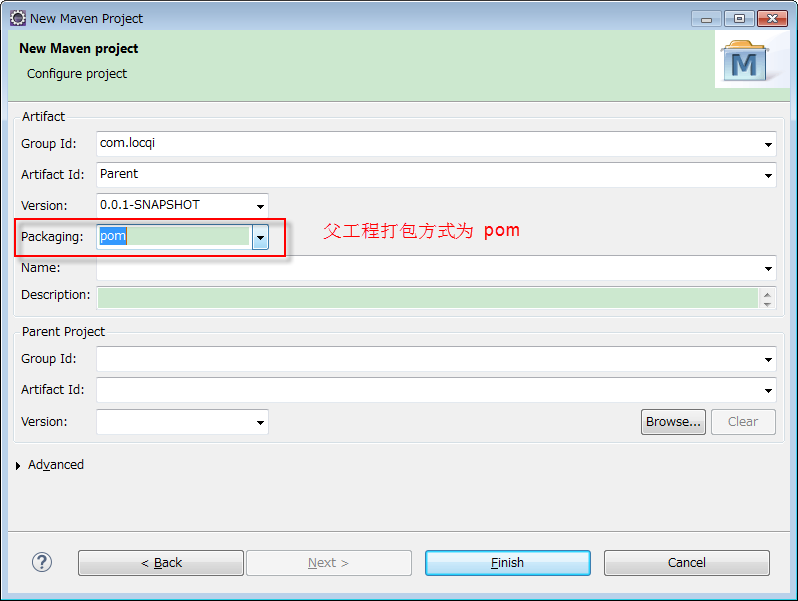 New Maven Project
New Maven project
Configure project
M
Artifact
Group Id: com.locqi
Artifact Id: Parent
Version: 0.0.1-SNAPSHOT
Packaging: pom 父工程打包方式为 pom
Name:
Description:
Parent Project
Group Id:
Artifact Id:
Version: Browse... Clear
Advanced
? < Back Next > Finish Cancel